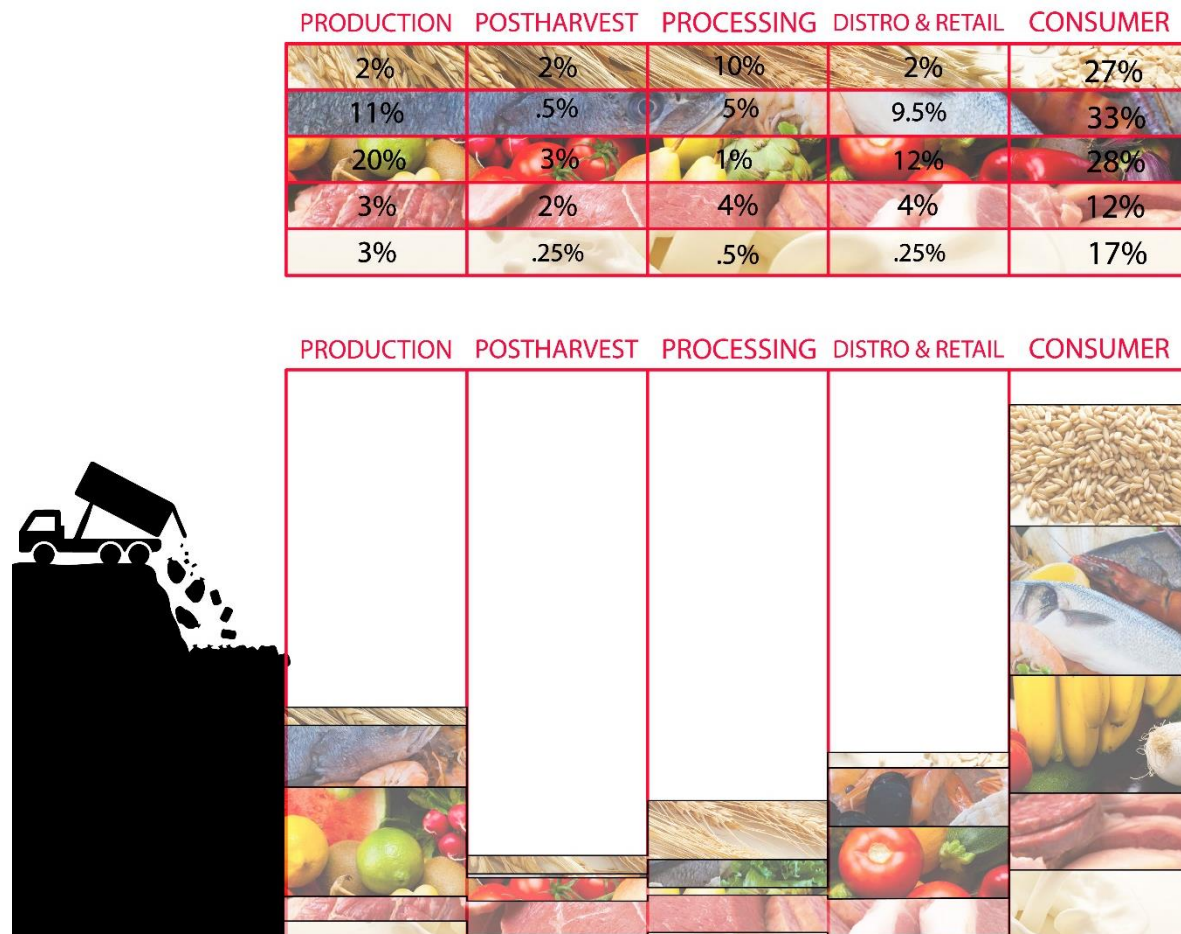 PRODUCTION POSTHARVEST PROCESSING DISTRO & RETAIL CONSUMER
2% 2% 10% 2% 27%
11% .5% 5% 9.5% 33%
20% 3% 1% 12% 28%
3% 2% 4% 4% 12%
3% .25% .5% .25% 17%
PRODUCTION POSTHARVEST PROCESSING DISTRO & RETAIL CONSUMER